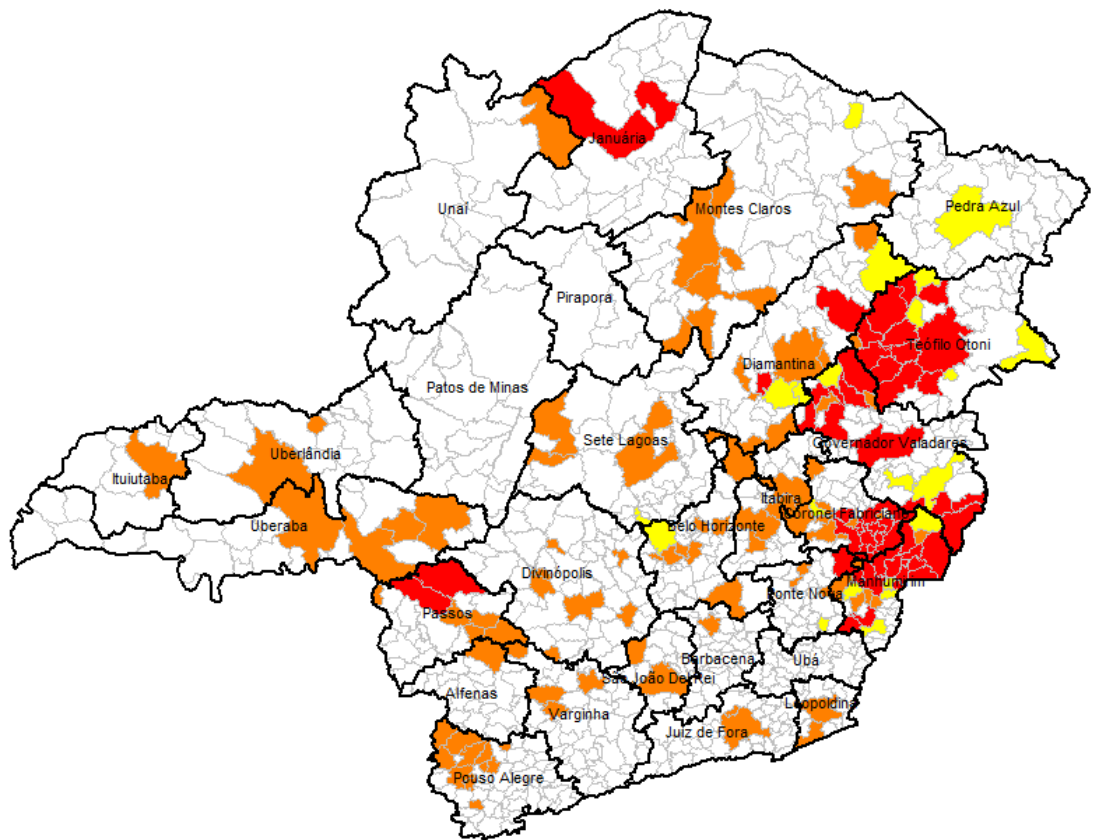 Januária
Unaí
Montes Claros
Pedra Azul
Pirapora
Teófilo Otoni
Diamantina
Patos de Minas
Sete Lagoas
Governador Valadares
Uberlândia
Ituiutaba
Itabira
Coronel Fabriciano
Uberaba
Belo Horizonte
Divinópolis
Manhumirim
Ponte Nova
Passos
Barbacena
Ubá
São João Del Rei
Alfenas
Leopoldina
Varginha
Juiz de Fora
Pouso Alegre